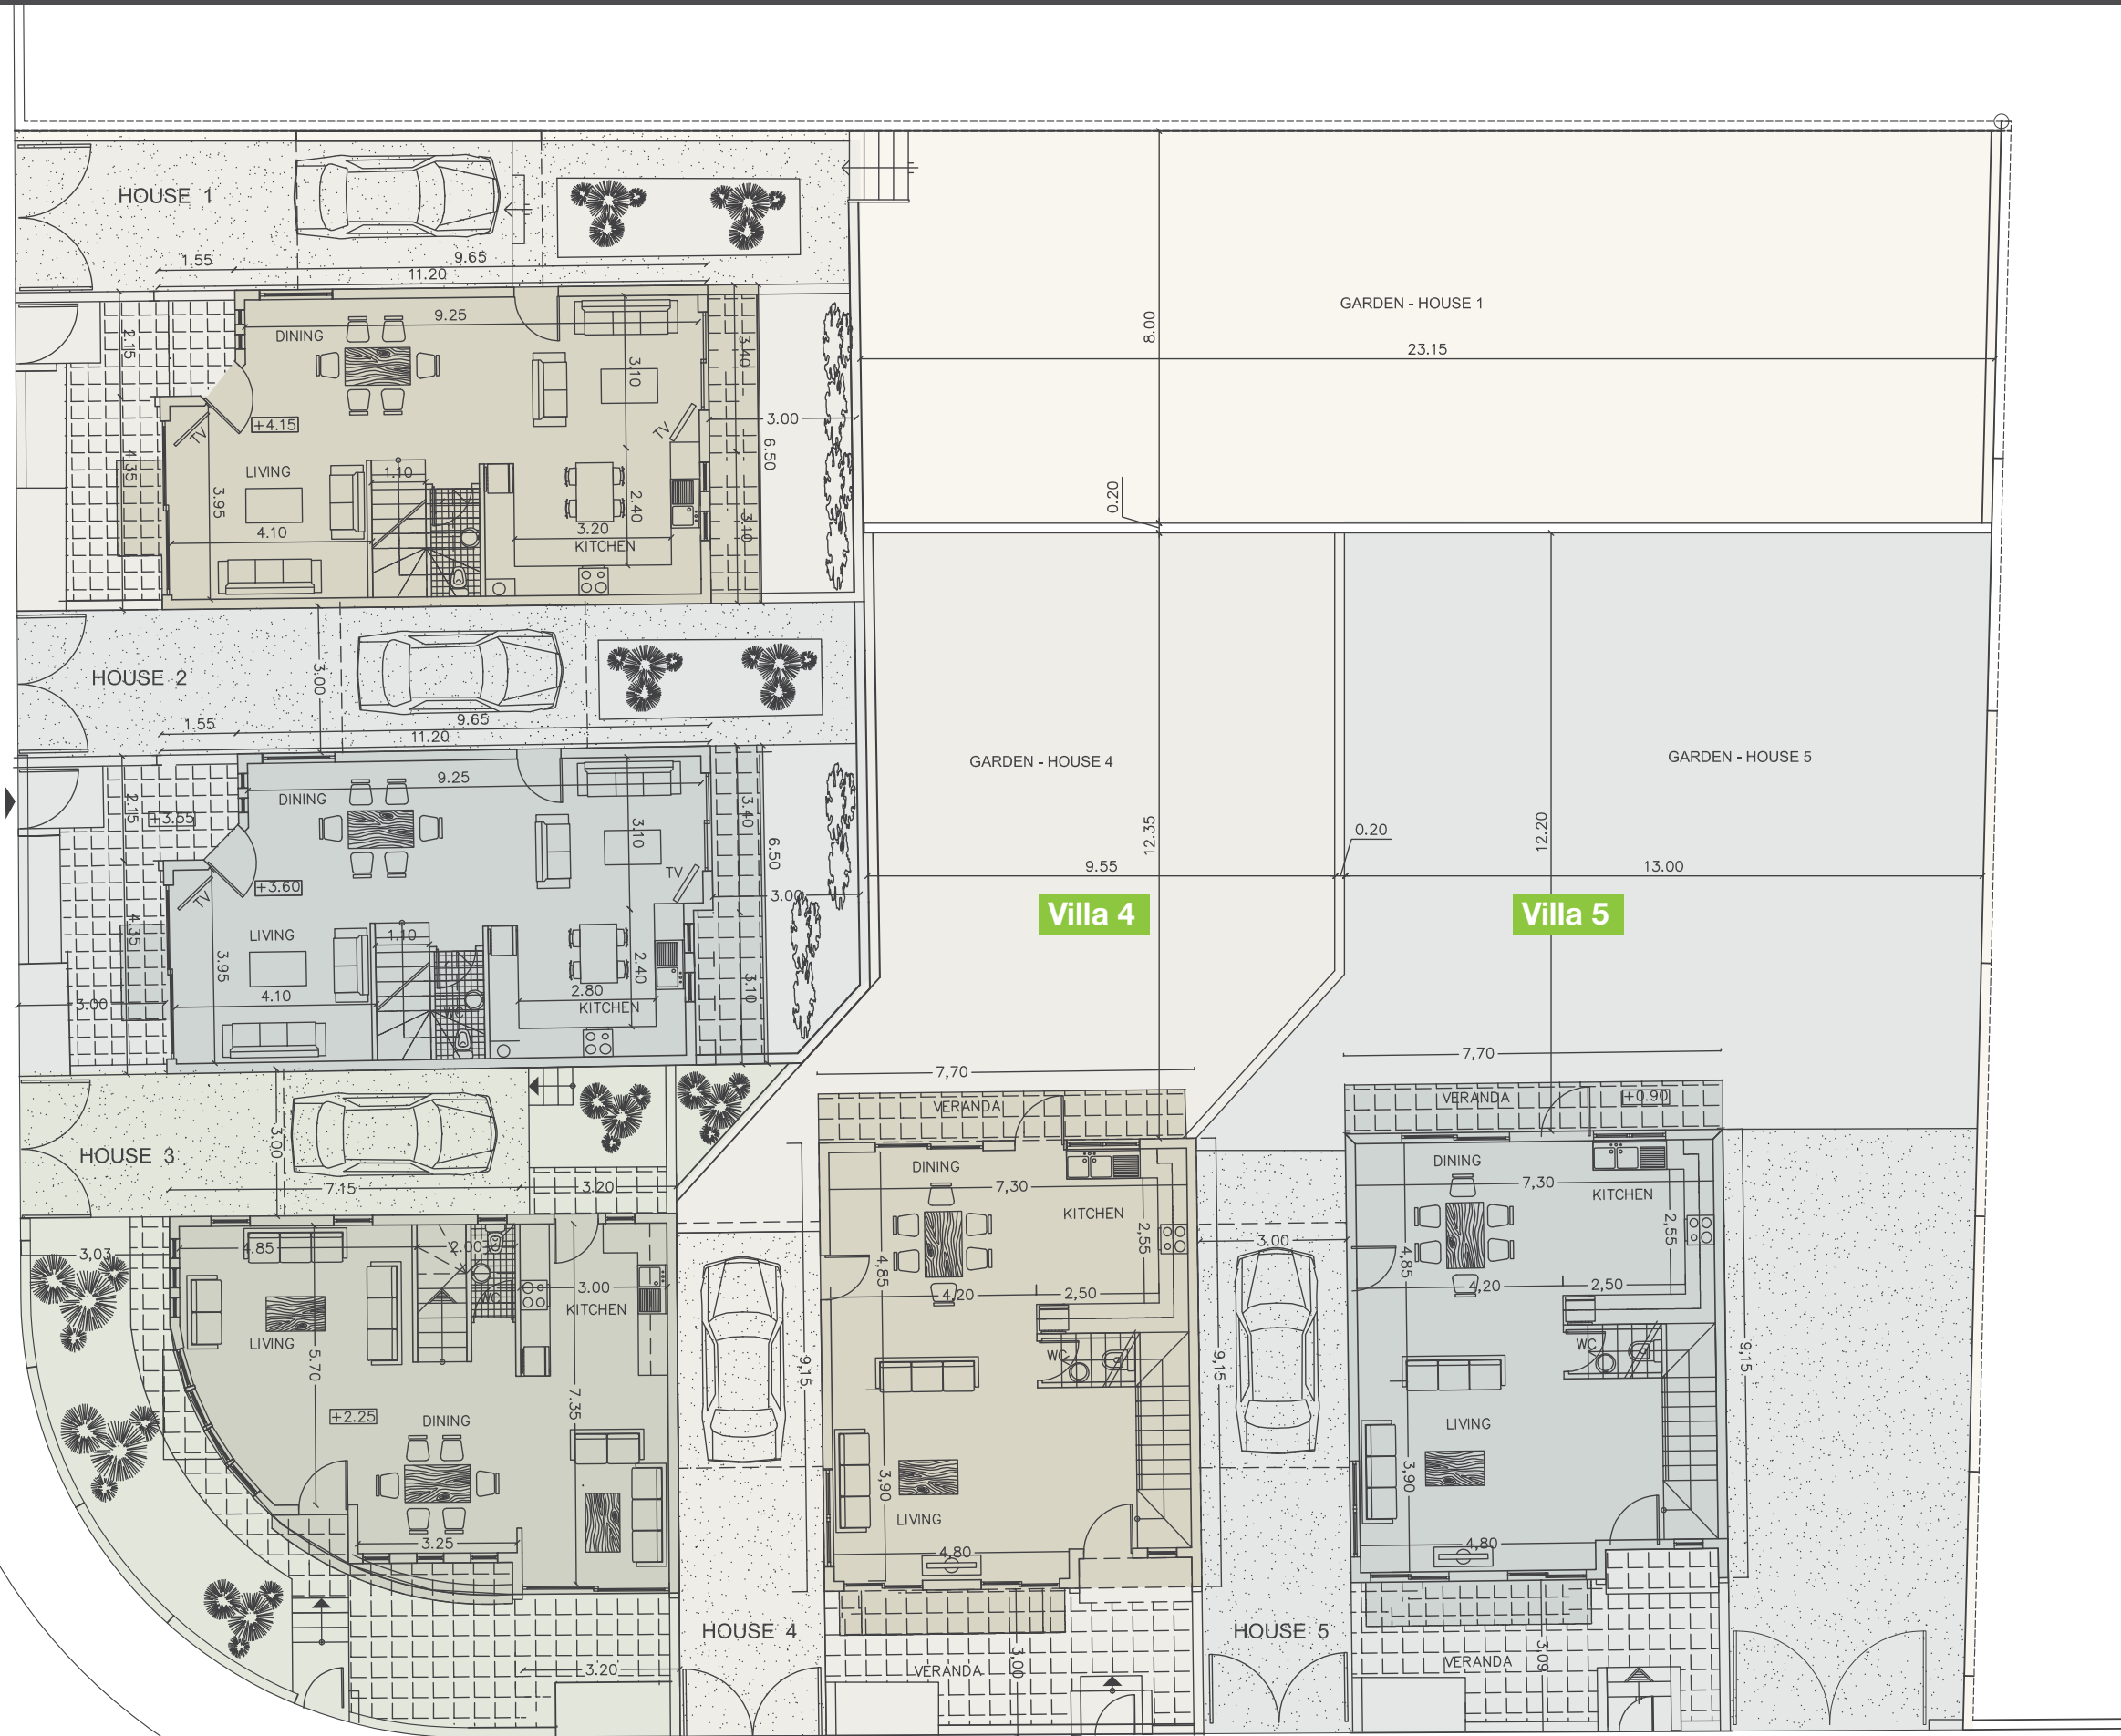 HOUSE 1
1.55
9.65
11.20
GARDEN - HOUSE 1
8.00
23.15
0.20
9.25
DINING
2.15
3.10
3.40
TV
+4.15
TV
3.00
6.50
LIVING
1.10
4.35
3.95
2.40
3.20
3.10
4.10
KITCHEN
HOUSE 2
3.00
1.55
9.65
11.20
GARDEN - HOUSE 4
GARDEN - HOUSE 5
9.25
DINING
2.15
+3.55
3.10
3.40
6.50
TV
+3.60
TV
3.00
12.35
0.20
12.20
9.55
13.00
Villa 4
Villa 5
LIVING
1.10
4.35
3.95
2.40
2.80
3.10
4.10
WC
KITCHEN
3.00
7,70
7,70
VERANDA
VERANDA
+0.90
HOUSE 3
3.00
7.15
3.20
DINING
7,30
KITCHEN
2,55
4,85
4,20
2,50
DINING
7,30
KITCHEN
2,55
4,85
4,20
2,50
3.00
3,03
4.85
2.00
WC
3.00
KITCHEN
LIVING
5.70
7.35
+2.25
DINING
3.25
9,15
WC
9,15
WC
9,15
LIVING
3,90
LIVING
3,90
4,80
4,80
HOUSE 4
HOUSE 5
3.20
VERANDA
3,00
VERANDA
3,09